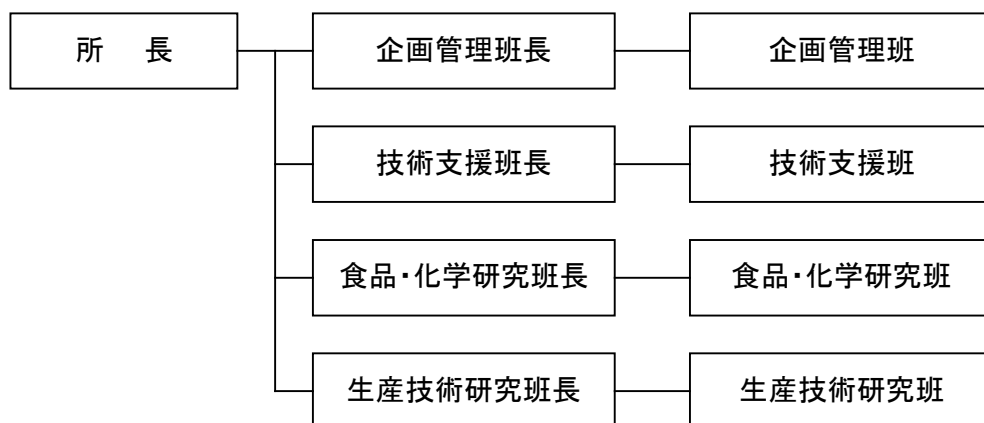 所　長
企画管理班長
企画管理班
技術支援班長
技術支援班
食品・化学研究班長
食品・化学研究班
生産技術研究班長
生産技術研究班